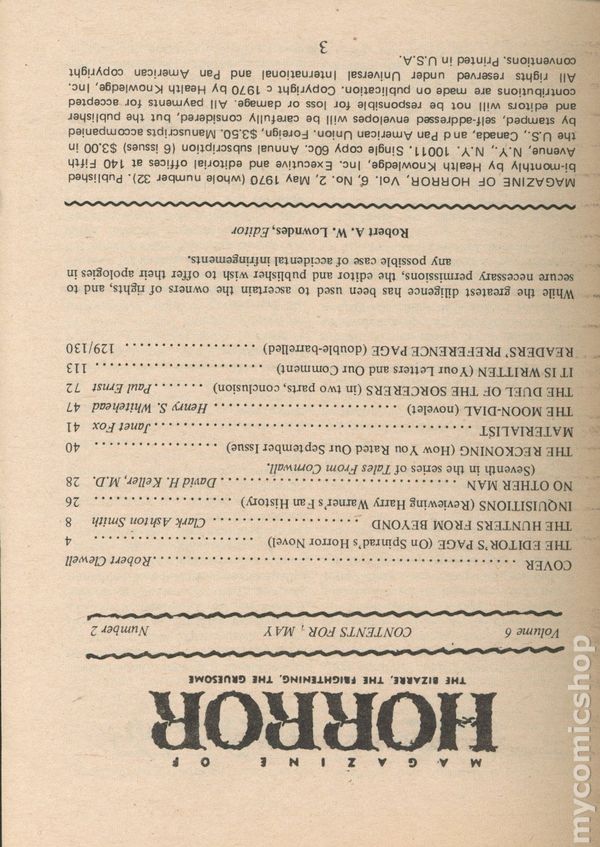 MAGAZINE OF
HORROR
THE BIZARRE, THE FRIGHTENING, THE GRUESOME
Volume 6 CONTENTS FOR, MAY Number 2
COVER ........ Robert Clewell
THE EDITOR'S PAGE (On Spinrad's Horror Novel) ........ 4
THE HUNTERS FROM BEYOND ........ Clark Ashton Smith 8
INQUISITIONS (Reviewing Harry Warner's Fan History) ........ 26
NO OTHER MAN ........ David H. Keller, M.D. 28
(Seventh in the series of Tales From Cornwall.
THE RECKONING (How You Rated Our September Issue) ........ 40
MATERIALIST ........ Janet Fox 41
THE MOON-DIAL (novelet) ........ Henry S. Whitehead 47
THE DUEL OF THE SORCERERS (in two parts, conclusion) ........ Paul Ernst 72
IT IS WRITTEN (Your Letters and Our Comment) ........ 113
READERS' PREFERENCE PAGE (double-barrelled) ........ 129/130
While the greatest diligence has been used to ascertain the owners of rights, and to
secure necessary permissions, the editor and publisher wish to offer their apologies in
any possible case of accidental infringements.
Robert A. W. Lowndes, Editor
MAGAZINE OF HORROR, Vol. 6, No. 2, May 1970 (whole number 32). Published
bi-monthly by Health Knowledge, Inc. Executive and editorial offices at 140 Fifth
Avenue, N.Y., N.Y. 10011. Single copy 60c. Annual subscription (6 issues) $3.00 in
the U.S., Canada, and Pan American Union. Foreign, $3.50. Manuscripts accompanied
by stamped, self-addressed envelopes will be carefully considered, but the publisher
and editors will not be responsible for loss or damage. All payments for accepted
contributions are made on publication. Copyright c 1970 by Health Knowledge, Inc.
All rights reserved under Universal International and Pan American copyright
conventions. Printed in U.S.A.
3
mycomicshop